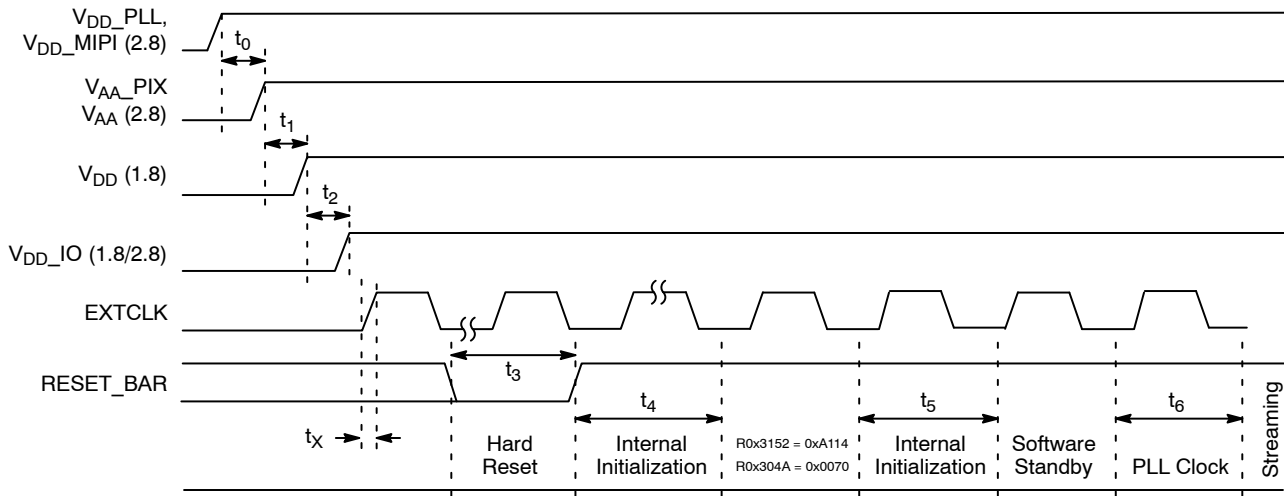 VDD_PLL,
VDD_MIPI (2.8)
t0
VAA_PIX
VAA (2.8)
t1
VDD (1.8)
t2
VDD_IO (1.8/2.8)
EXTCLK
RESET_BAR
t3
tX
t4
t5
t6
Hard
Reset
Internal
Initialization
R0x3152 = 0xA114
R0x304A = 0x0070
Internal
Initialization
Software
Standby
PLL Clock
Streaming